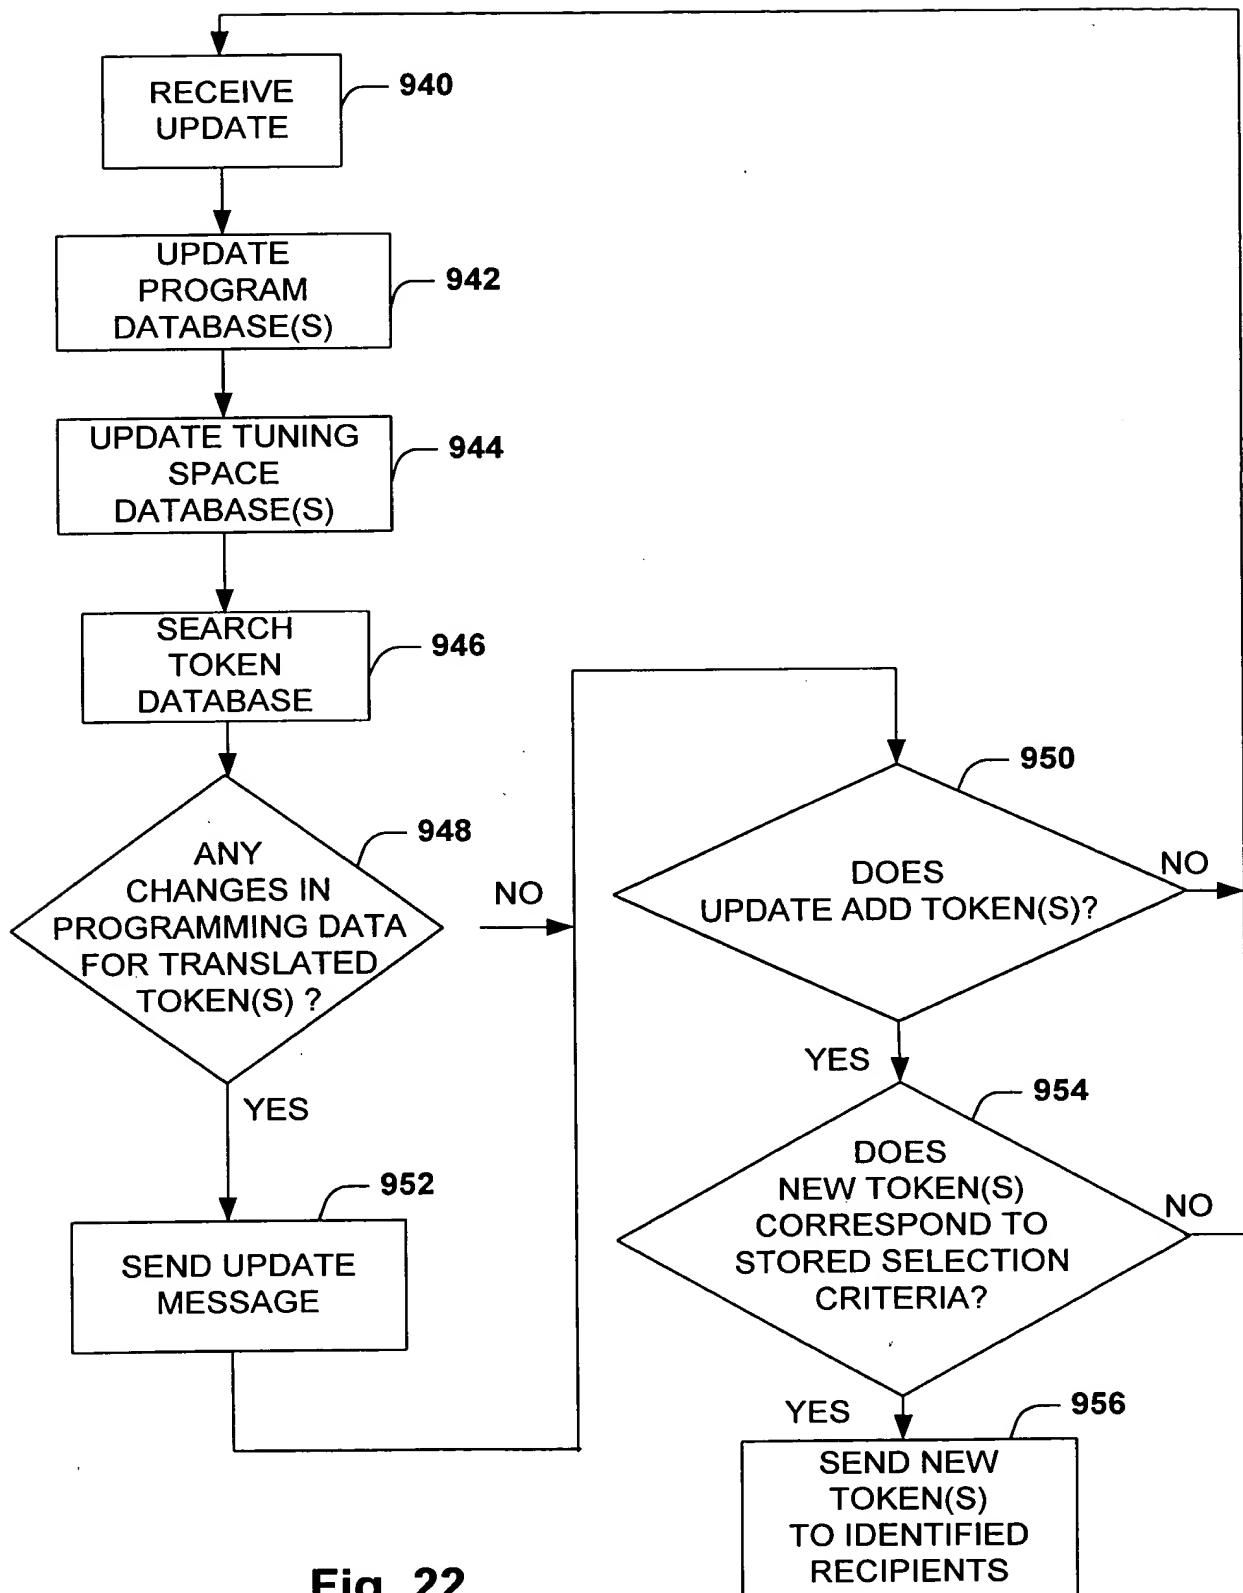 RECEIVE
UPDATE
940
UPDATE
PROGRAM
DATABASE(S)
942
UPDATE TUNING
SPACE
DATABASE(S)
944
SEARCH
TOKEN
DATABASE
946
ANY
CHANGES IN
PROGRAMMING DATA
FOR TRANSLATED
TOKEN(S) ?
948
NO
YES
SEND UPDATE
MESSAGE
952
DOES
UPDATE ADD TOKEN(S)?
950
NO
YES
DOES
NEW TOKEN(S)
CORRESPOND TO
STORED SELECTION
CRITERIA?
954
NO
YES
SEND NEW
TOKEN(S)
TO IDENTIFIED
RECIPIENTS
956
Fig. 22